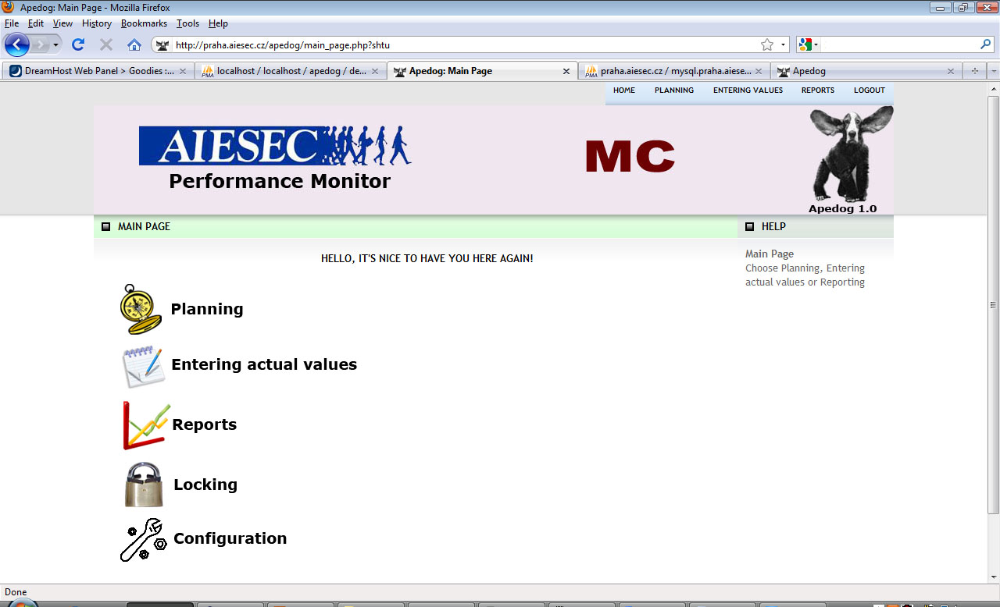 Apedog: Main Page - Mozilla Firefox
File Edit View History Bookmarks Tools Help
http://praha.aiesec.cz/apedog/main_page.php?shtu
DreamHost Web Panel > Goodies :... localhost / localhost / apedog / de... Apedog: Main Page praha.aiesec.cz / mysql.praha.aiese... Apedog
PMA PMA
HOME PLANNING ENTERING VALUES REPORTS LOGOUT
AIESEC
Performance Monitor
MC
Apedog 1.0
MAIN PAGE
HELP
HELLO, IT'S NICE TO HAVE YOU HERE AGAIN!
Main Page
Choose Planning, Entering
actual values or Reporting
Planning
Entering actual values
Reports
Locking
Configuration
Done